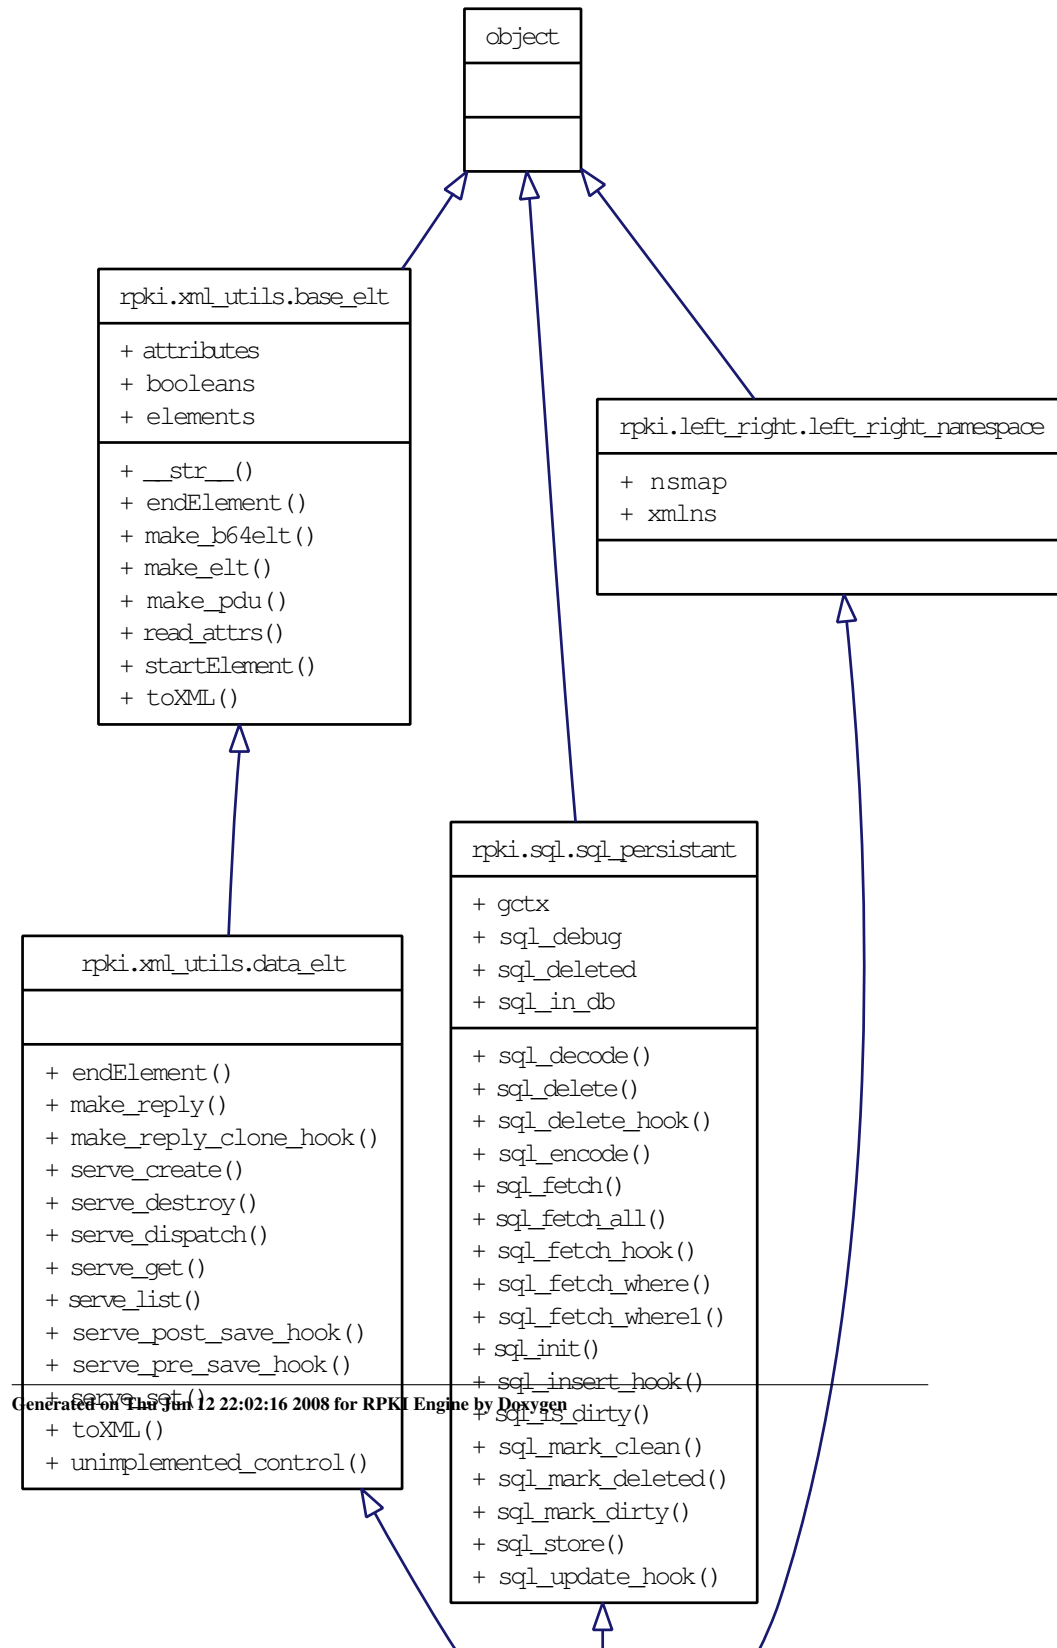 object
rpki.xml_utils.base_elt
+ attributes
+ booleans
+ elements
+ __str__()
+ endElement()
+ make_b64elt()
+ make_elt()
+ make_pdu()
+ read_attrs()
+ startElement()
+ toXML()
rpki.left_right.left_right_namespace
+ nsmap
+ xmlns
rpki.sql.sql_persistant
+ gctx
+ sql_debug
+ sql_deleted
+ sql_in_db
+ sql_decode()
+ sql_delete()
+ sql_delete_hook()
+ sql_encode()
+ sql_fetch()
+ sql_fetch_all()
+ sql_fetch_hook()
+ sql_fetch_where()
+ sql_fetch_where1()
+ sql_init()
+ sql_insert_hook()
+ sql_is_dirty()
+ sql_mark_clean()
+ sql_mark_deleted()
+ sql_mark_dirty()
+ sql_store()
+ sql_update_hook()
rpki.xml_utils.data_elt
+ endElement()
+ make_reply()
+ make_reply_clone_hook()
+ serve_create()
+ serve_destroy()
+ serve_dispatch()
+ serve_get()
+ serve_list()
+ serve_post_save_hook()
+ serve_pre_save_hook()
+ serve_set()
+ toXML()
+ unimplemented_control()
Generated on Thu Jun 12 22:02:16 2008 for RPKI Engine by Doxygen